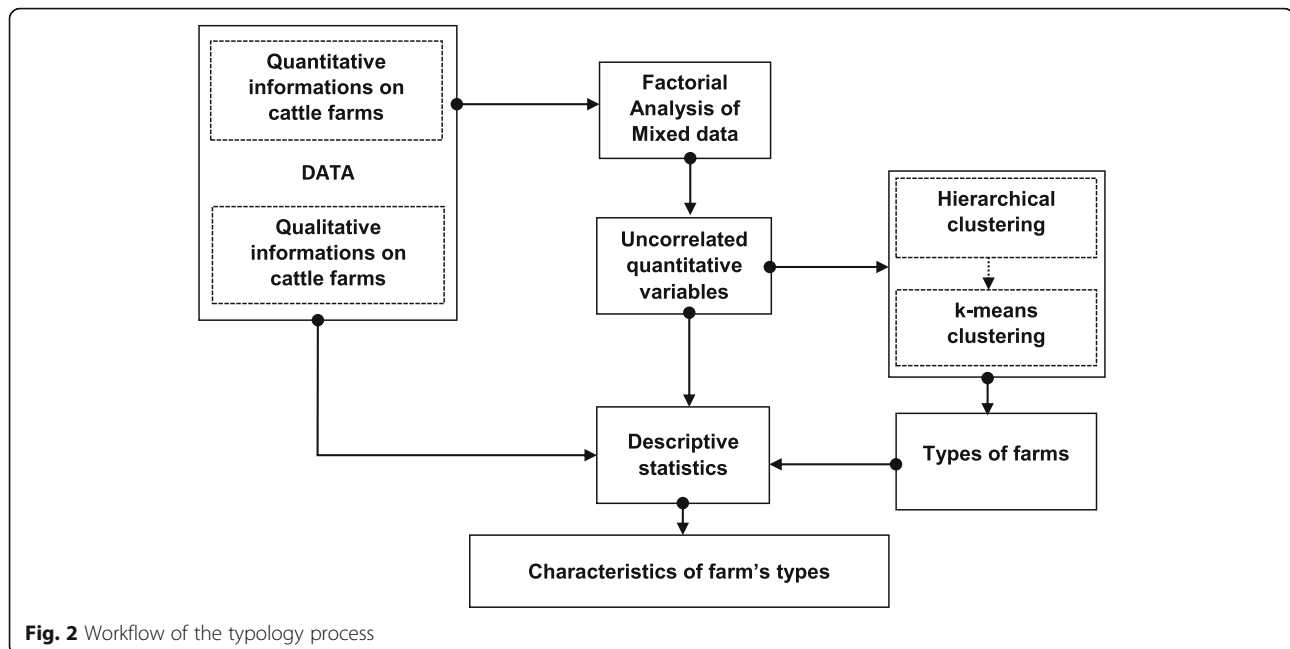 Quantitative
informations on
cattle farms
DATA
Qualitative
informations on
cattle farms
Factorial
Analysis of
Mixed data
Uncorrelated
quantitative
variables
Hierarchical
clustering
k-means
clustering
Descriptive
statistics
Types of farms
Characteristics of farm's types
Fig. 2 Workflow of the typology process